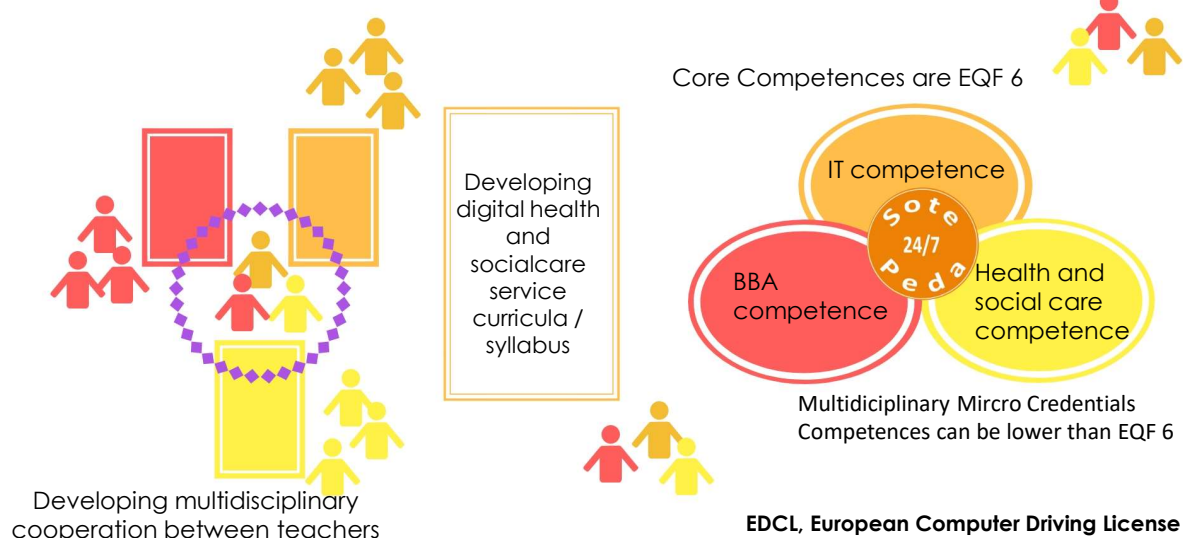 Core Competences are EQF 6
IT competence
Developing
digital health
and
socialcare
service
curricula /
syllabus
Sote
24/7
Peda
BBA
competence
Health and
social care
competence
Multidiciplinary Mircro Credentials
Competences can be lower than EQF 6
Developing multidisciplinary
cooperation between teachers
EDCL, European Computer Driving License